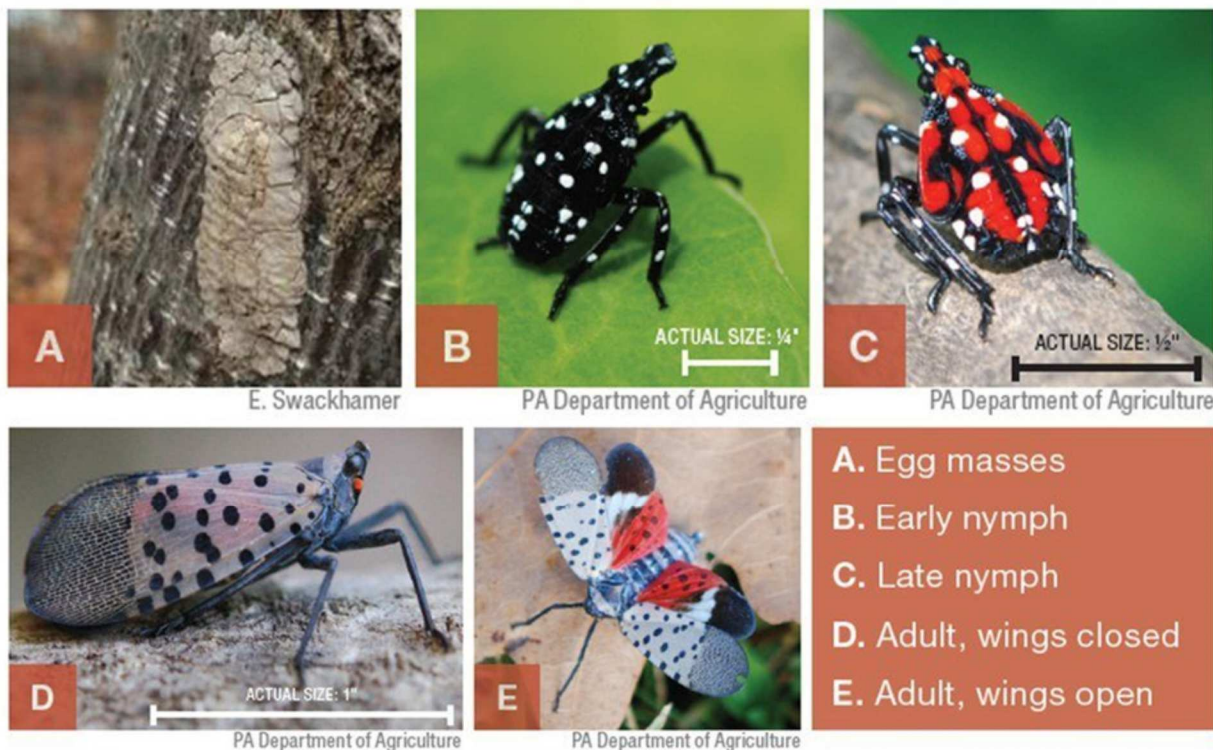 A
E. Swackhamer
B
ACTUAL SIZE: ¼"
PA Department of Agriculture
C
ACTUAL SIZE: ½"
PA Department of Agriculture
D
ACTUAL SIZE: 1"
PA Department of Agriculture
E
PA Department of Agriculture
A. Egg masses
B. Early nymph
C. Late nymph
D. Adult, wings closed
E. Adult, wings open